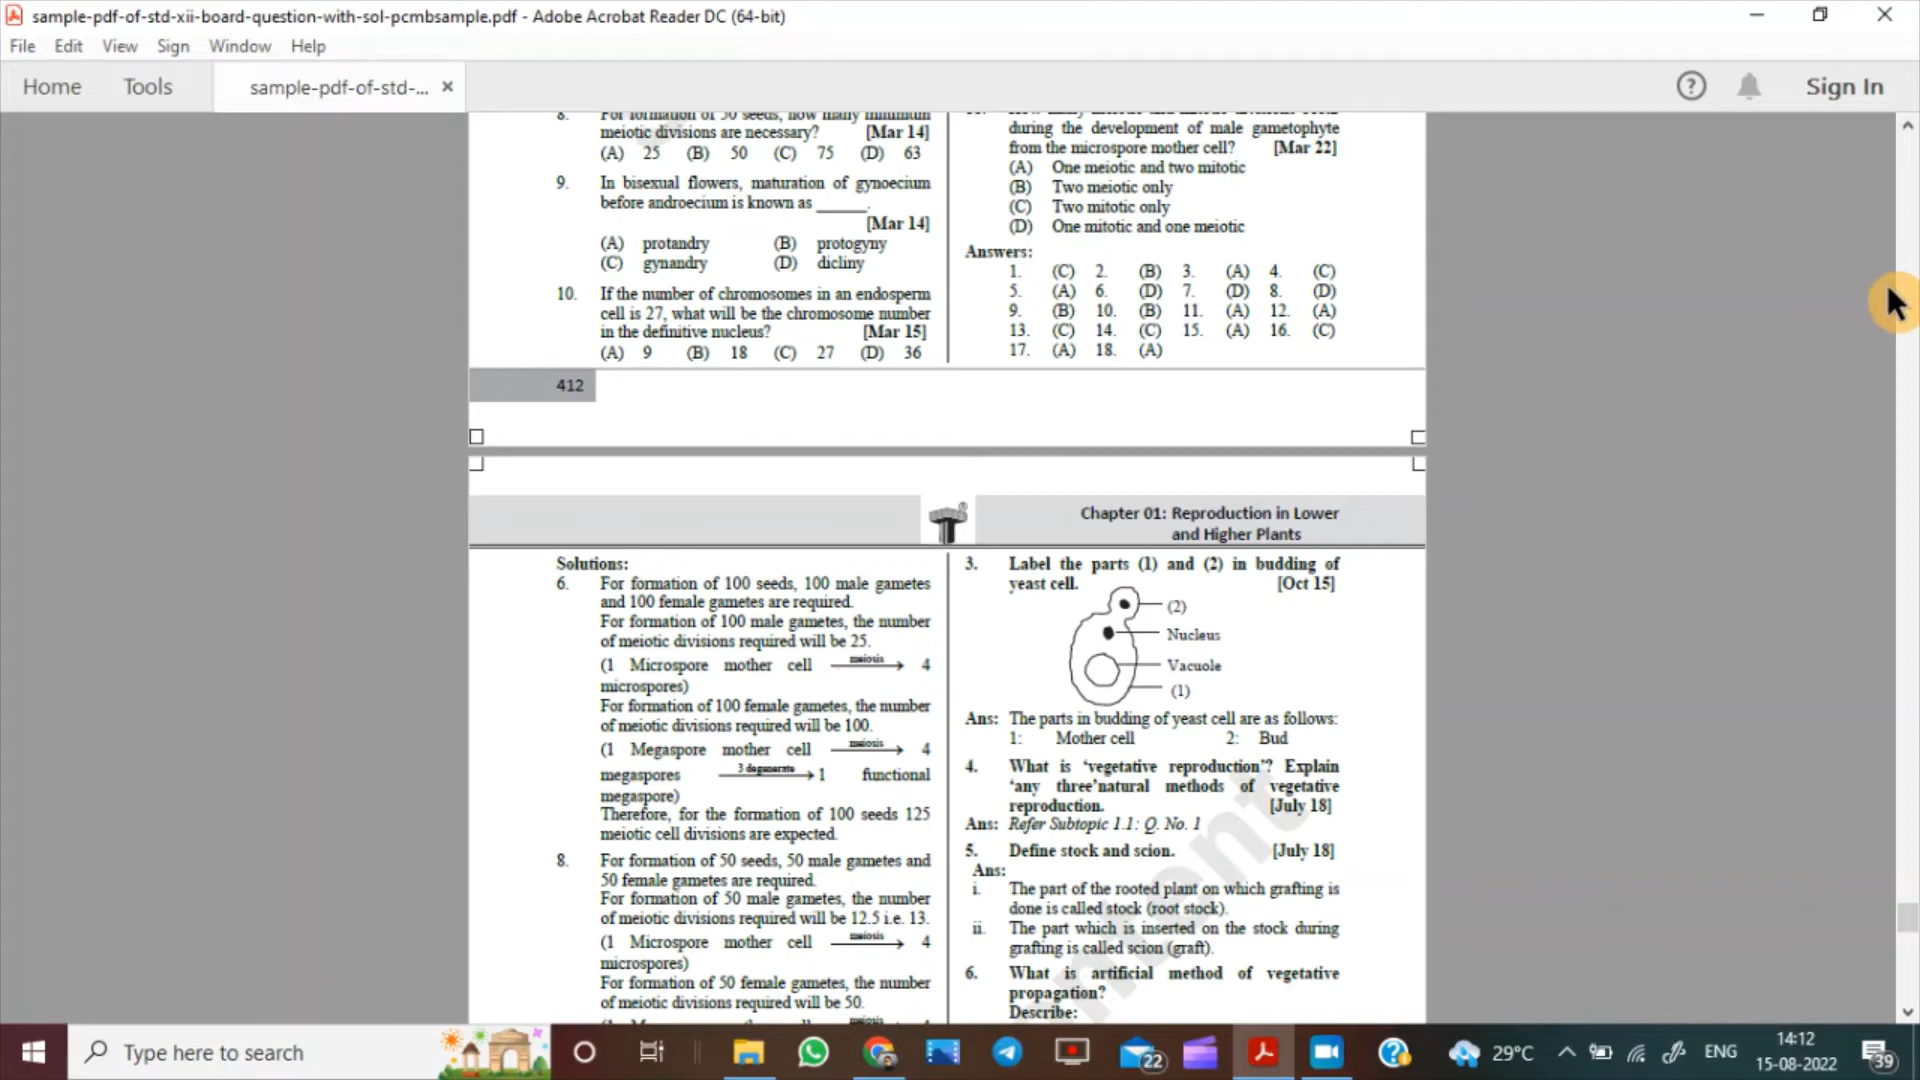 sample-pdf-of-std-xii-board-question-with-sol-pcmbsample.pdf - Adobe Acrobat Reader DC (64-bit)
File Edit View Sign Window Help
Home Tools sample-pdf-of-std-... × Sign In
8. For formation of 50 seeds, how many minimum
meiotic divisions are necessary? [Mar 14]
(A) 25 (B) 50 (C) 75 (D) 63
9. In bisexual flowers, maturation of gynoecium
before androecium is known as ______.
[Mar 14]
(A) protandry (B) protogyny
(C) gynandry (D) dicliny
10. If the number of chromosomes in an endosperm
cell is 27, what will be the chromosome number
in the definitive nucleus? [Mar 15]
(A) 9 (B) 18 (C) 27 (D) 36
during the development of male gametophyte
from the microspore mother cell? [Mar 22]
(A) One meiotic and two mitotic
(B) Two meiotic only
(C) Two mitotic only
(D) One mitotic and one meiotic
Answers:
1. (C) 2. (B) 3. (A) 4. (C)
5. (A) 6. (D) 7. (D) 8. (D)
9. (B) 10. (B) 11. (A) 12. (A)
13. (C) 14. (C) 15. (A) 16. (C)
17. (A) 18. (A)
412
Chapter 01: Reproduction in Lower
and Higher Plants
Solutions:
6. For formation of 100 seeds, 100 male gametes
and 100 female gametes are required.
For formation of 100 male gametes, the number
of meiotic divisions required will be 25.
(1 Microspore mother cell meiosis → 4
microspores)
For formation of 100 female gametes, the number
of meiotic divisions required will be 100.
(1 Megaspore mother cell meiosis → 4
megaspores 3 degenerate → 1 functional
megaspore)
Therefore, for the formation of 100 seeds 125
meiotic cell divisions are expected.
8. For formation of 50 seeds, 50 male gametes and
50 female gametes are required.
For formation of 50 male gametes, the number
of meiotic divisions required will be 12.5 i.e. 13.
(1 Microspore mother cell meiosis → 4
microspores)
For formation of 50 female gametes, the number
of meiotic divisions required will be 50.
3. Label the parts (1) and (2) in budding of
yeast cell. [Oct 15]
(2)
Nucleus
Vacuole
(1)
Ans: The parts in budding of yeast cell are as follows:
1: Mother cell 2: Bud
4. What is ‘vegetative reproduction’? Explain
‘any three’natural methods of vegetative
reproduction. [July 18]
Ans: Refer Subtopic 1.1: Q. No. 1
5. Define stock and scion. [July 18]
Ans:
i. The part of the rooted plant on which grafting is
done is called stock (root stock).
ii. The part which is inserted on the stock during
grafting is called scion (graft).
6. What is artificial method of vegetative
propagation?
Describe:
Type here to search
22
29°C
ENG
14:12
15-08-2022
39